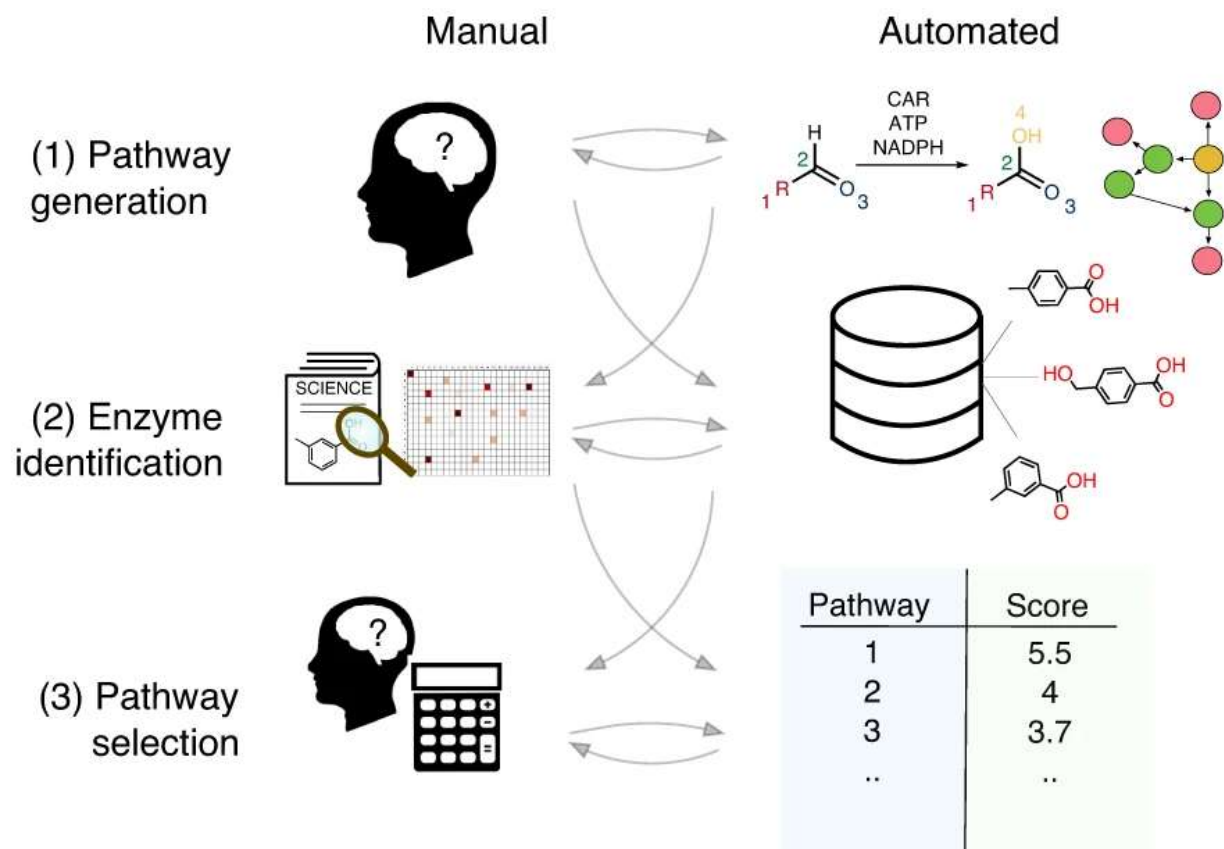 Manual
Automated
(1) Pathway
generation
?
CAR
ATP
NADPH
H
2
1 R
O 3
4
OH
2
1 R
O 3
O
OH
(2) Enzyme
identification
SCIENCE
OH
O
HO
OH
O
OH
O
(3) Pathway
selection
?
+
−
=
Pathway Score
1 5.5
2 4
3 3.7
.. ..